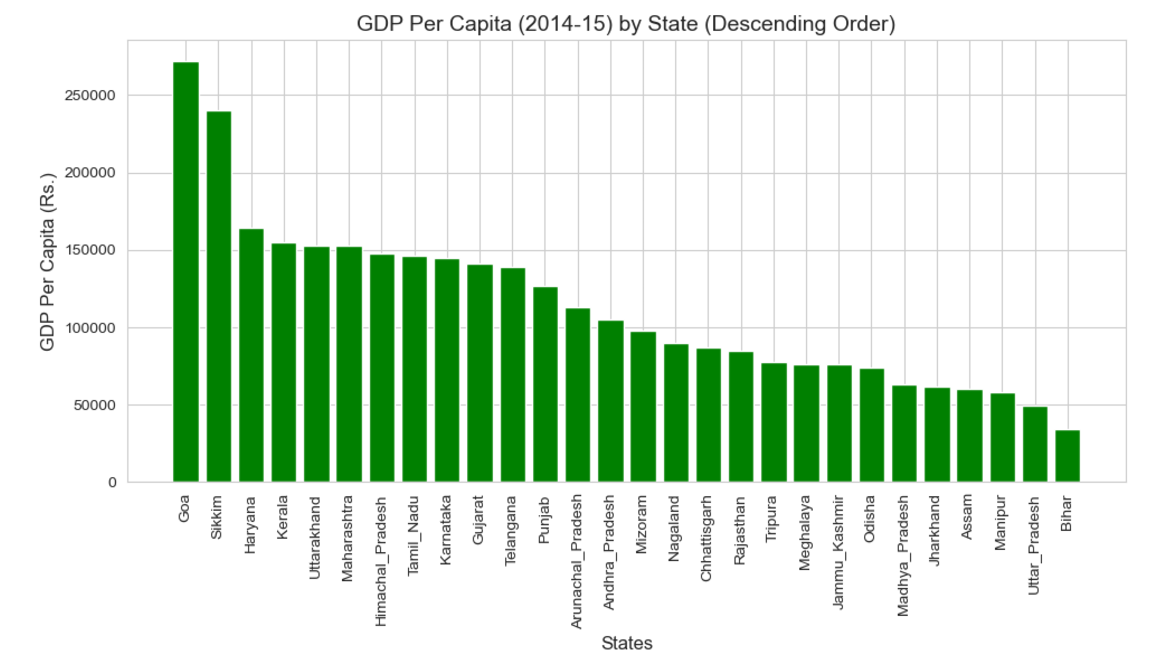 GDP Per Capita (2014-15) by State (Descending Order)
GDP Per Capita (Rs.)
250000
200000
150000
100000
50000
0
Goa
Sikkim
Haryana
Kerala
Uttarakhand
Maharashtra
Himachal_Pradesh
Tamil_Nadu
Karnataka
Gujarat
Telangana
Punjab
Arunachal_Pradesh
Andhra_Pradesh
Mizoram
Nagaland
Chhattisgarh
Rajasthan
Tripura
Meghalaya
Jammu_Kashmir
Odisha
Madhya_Pradesh
Jharkhand
Assam
Manipur
Uttar_Pradesh
Bihar
States